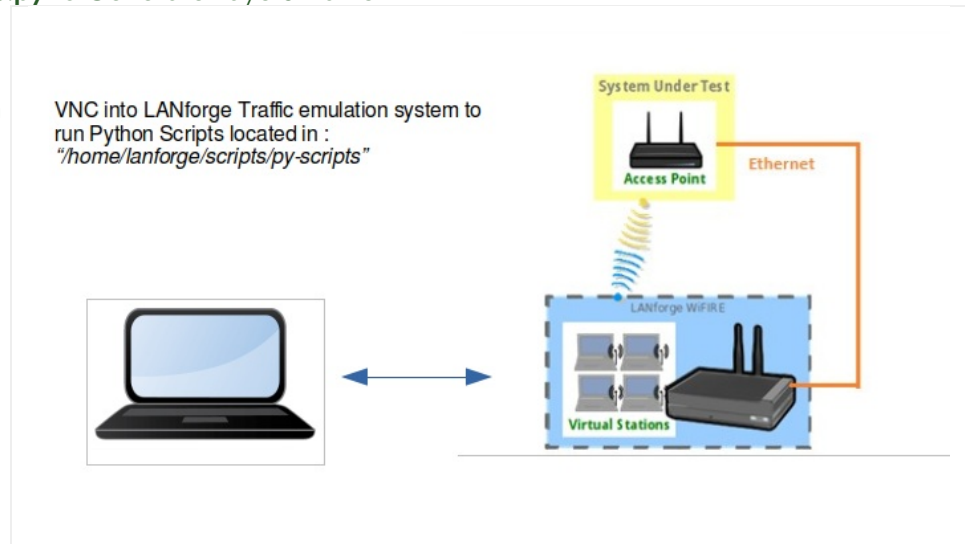 VNC into LANforge Traffic emulation system to
run Python Scripts located in :
“/home/lanforge/scripts/py-scripts”
System Under Test
Access Point
Ethernet
LANforge WiFIRE
Virtual Stations